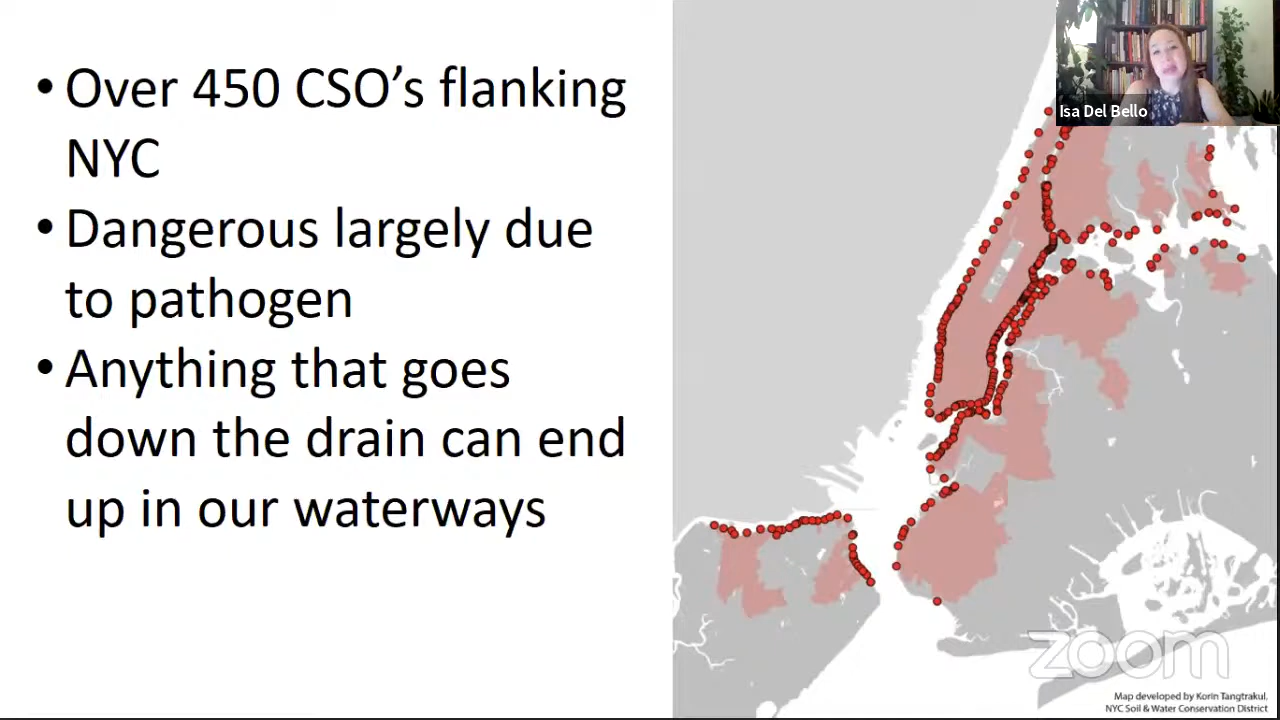 • Over 450 CSO’s flanking
NYC
• Dangerous largely due
to pathogen
• Anything that goes
down the drain can end
up in our waterways
Isa Del Bello
zoom
Map developed by Korin Tangtrakul,
NYC Soil & Water Conservation District